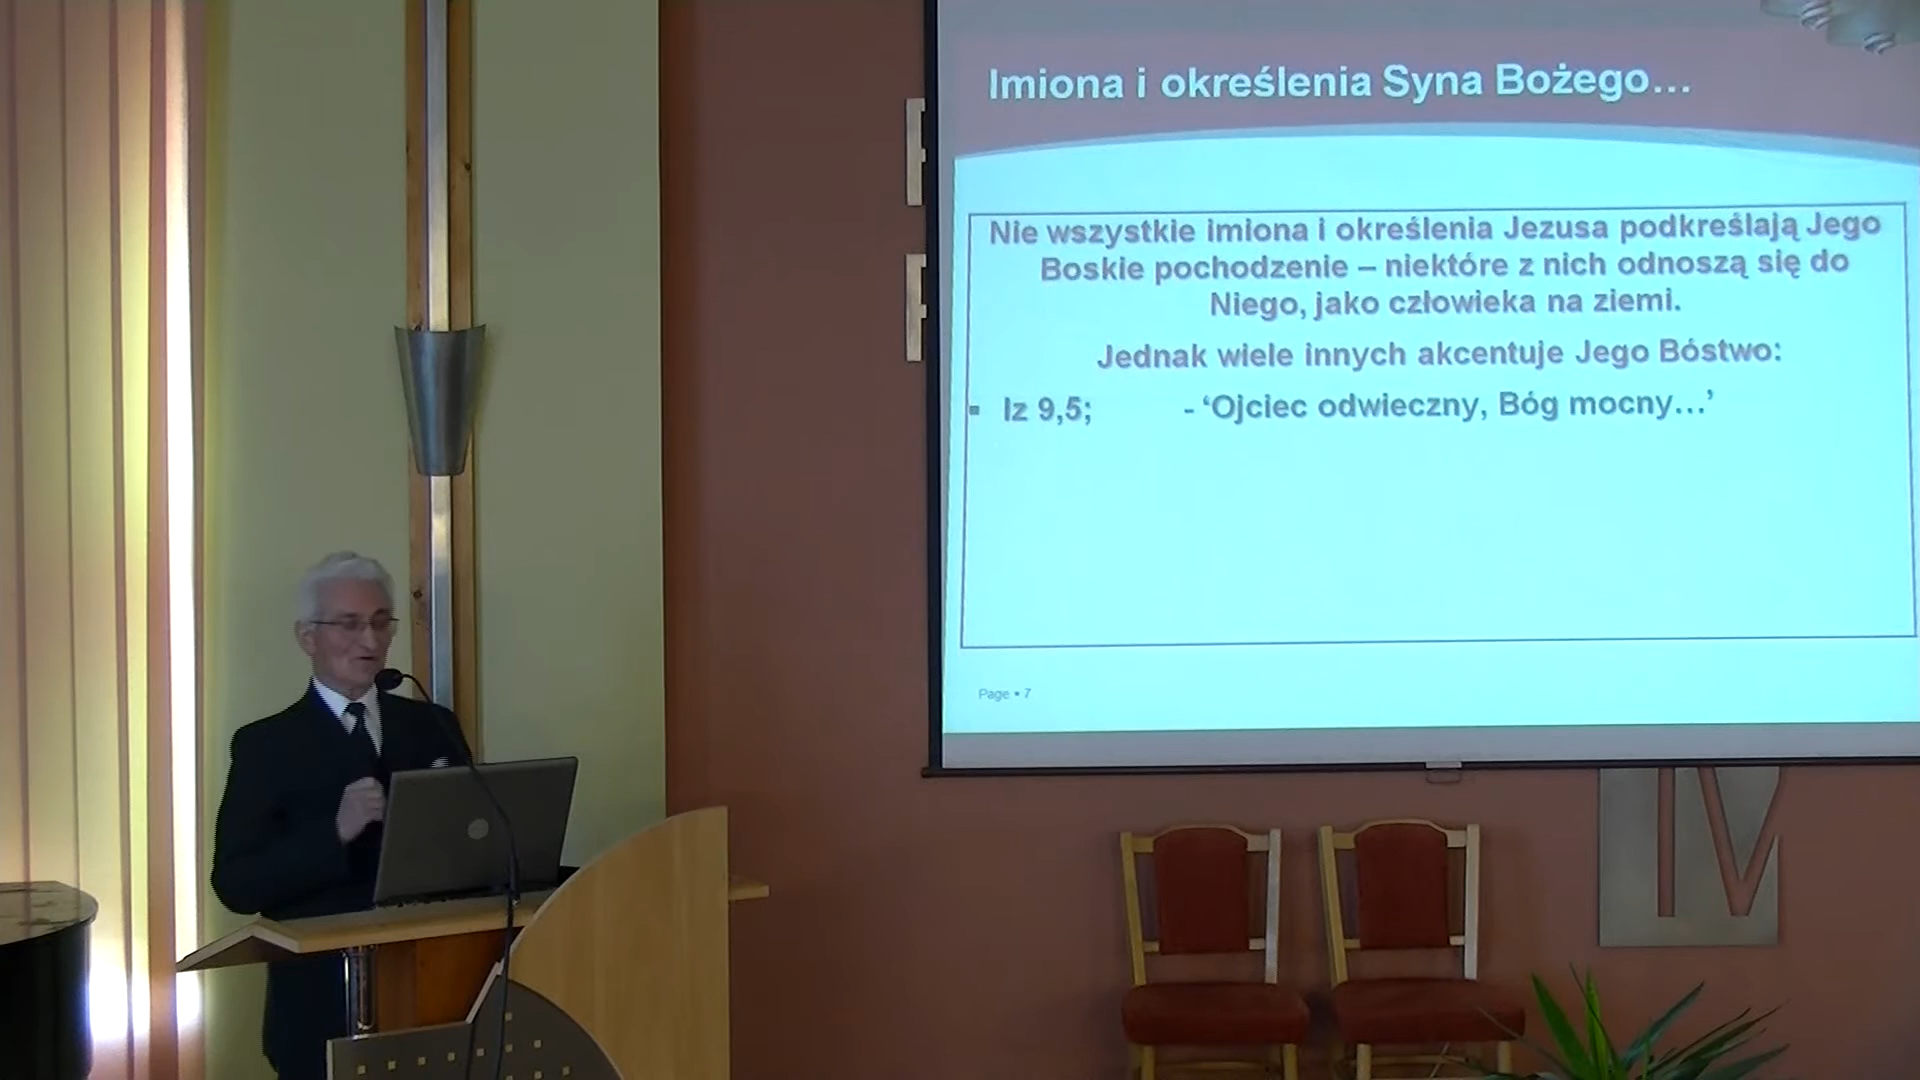 Imiona i określenia Syna Bożego...
Nie wszystkie imiona i określenia Jezusa podkreślają Jego
Boskie pochodzenie – niektóre z nich odnoszą się do
Niego, jako człowieka na ziemi.
Jednak wiele innych akcentuje Jego Bóstwo:
▪ Iz 9,5; - ‘Ojciec odwieczny, Bóg mocny...’
Page ▪ 7
IV